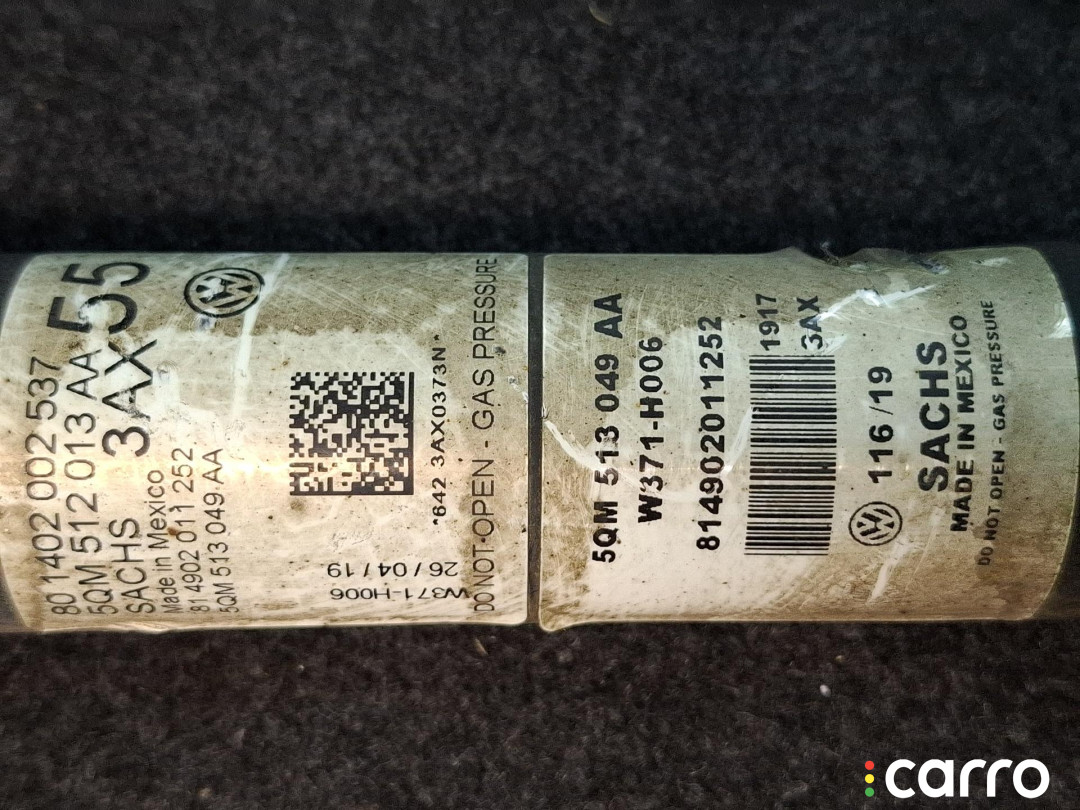 80 1402 002 537
5QM 512 013 AA 55
SACHS 3AX
Made in Mexico
81 4902 011 252
5QM 513 049 AA
*642 3AX0373N*
W371-H006
26/04/19
DO NOT OPEN - GAS PRESSURE
5QM 513 049 AA
W371-H006
814902011252
1917
3AX
116/19
SACHS
MADE IN MEXICO
DO NOT OPEN - GAS PRESSURE
carro